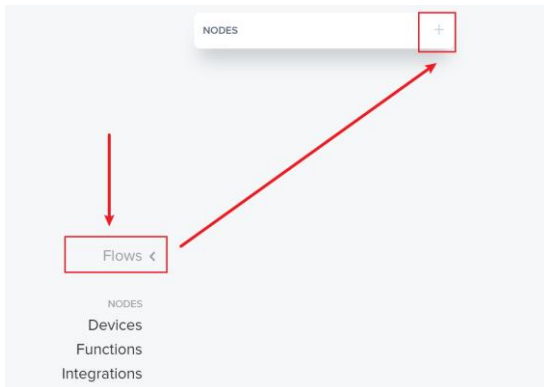 NODES +
Flows <
NODES
Devices
Functions
Integrations